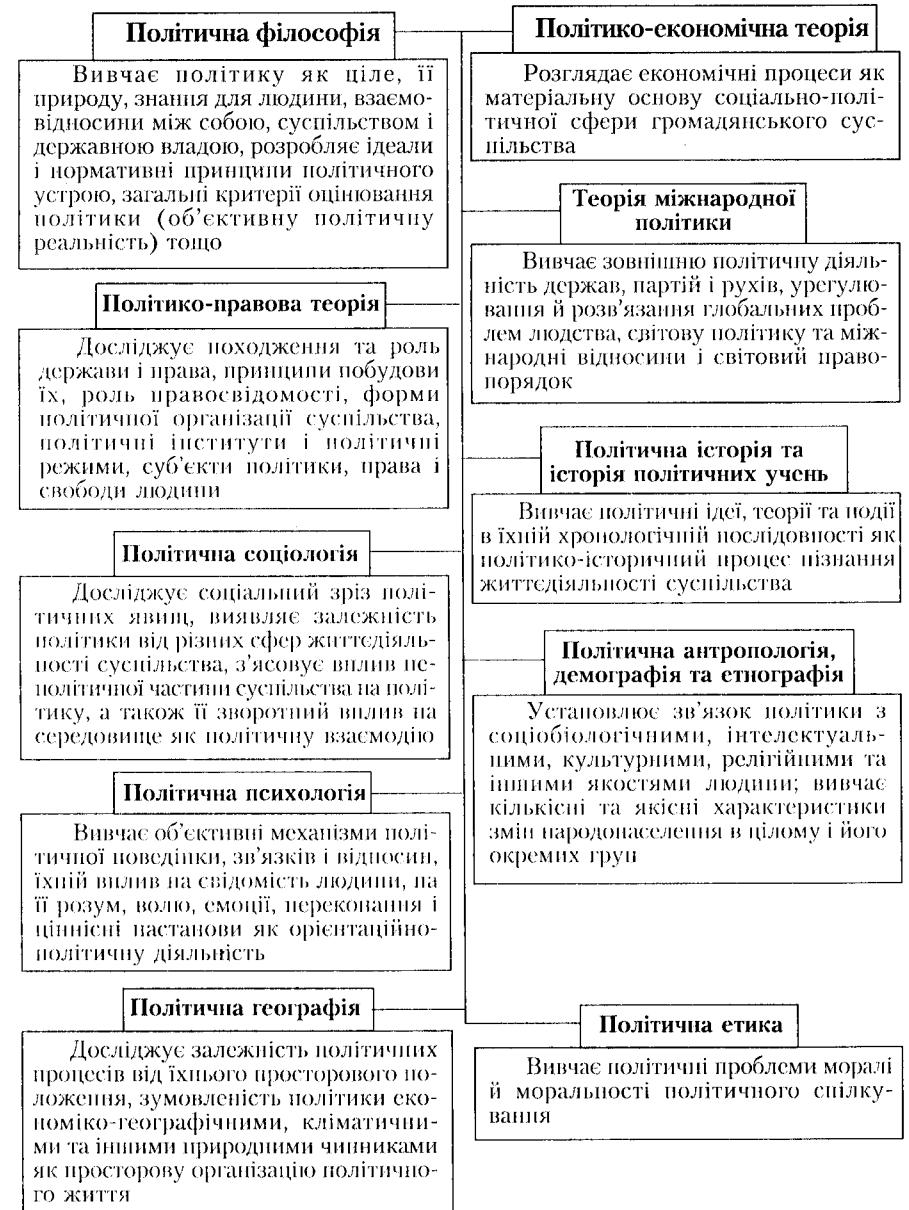 Політична філософія
Вивчає політику як ціле, її
природу, знання для людини, взаємо-
відносини між собою, суспільством і
державною владою, розробляє ідеали
і нормативні принципи політичного
устрою, загальні критерії оцінювання
політики (об’єктивну політичну
реальність) тощо
Політико-правова теорія
Досліджує походження та роль
держави і права, принципи побудови
їх, роль правосвідомості, форми
політичної організації суспільства,
політичні інститути і політичні
режими, суб’єкти політики, права і
свободи людини
Політична соціологія
Досліджує соціальний зріз полі-
тичних явищ, виявляє залежність
політики від різних сфер життєдіяль-
ності суспільства, з’ясовує вплив не-
політичної частини суспільства на полі-
тику, а також її зворотний вплив на
середовище як політичну взаємодію
Політична психологія
Вивчає об’єктивні механізми полі-
тичної поведінки, зв’язків і відносин,
їхній вплив на свідомість людини, на
її розум, волю, емоції, переконання і
ціннісні настанови як орієнтаційно-
політичну діяльність
Політична географія
Досліджує залежність політичних
процесів від їхнього просторового по-
ложення, зумовленість політики еко-
номіко-географічними, кліматични-
ми та іншими природними чинниками
як просторову організацію політично-
го життя
Політико-економічна теорія
Розглядає економічні процеси як
матеріальну основу соціально-полі-
тичної сфери громадянського сус-
пільства
Теорія міжнародної
політики
Вивчає зовнішню політичну діяль-
ність держав, партій і рухів, урегулю-
вання й розв’язання глобальних проб-
лем людства, світову політику та між-
народні відносини і світовий право-
порядок
Політична історія та
історія політичних учень
Вивчає політичні ідеї, теорії та події
в їхній хронологічній послідовності як
політико-історичний процес пізнання
життєдіяльності суспільства
Політична антропологія,
демографія та етнографія
Установлює зв’язок політики з
соціобіологічними, інтелектуаль-
ними, культурними, релігійними та
іншими якостями людини; вивчає
кількісні та якісні характеристики
змін народонаселення в цілому і його
окремих груп
Політична етика
Вивчає політичні проблеми моралі
й моральності політичного спілку-
вання